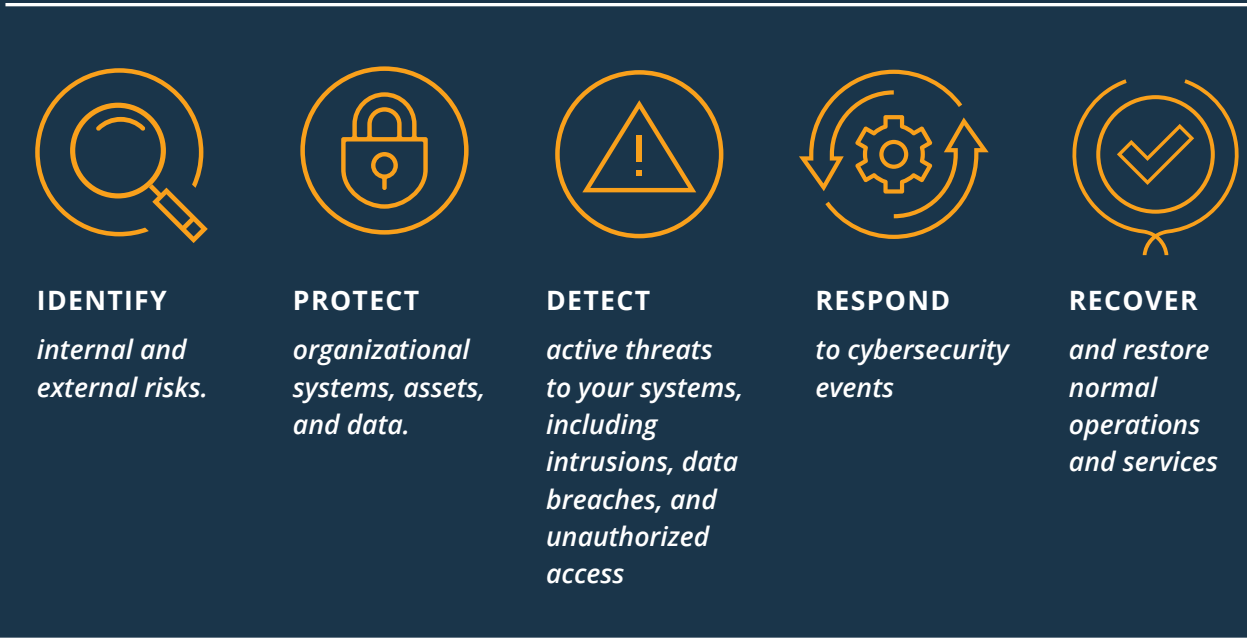 IDENTIFY
internal and
external risks.
PROTECT
organizational
systems, assets,
and data.
DETECT
active threats
to your systems,
including
intrusions, data
breaches, and
unauthorized
access
RESPOND
to cybersecurity
events
RECOVER
and restore
normal
operations
and services